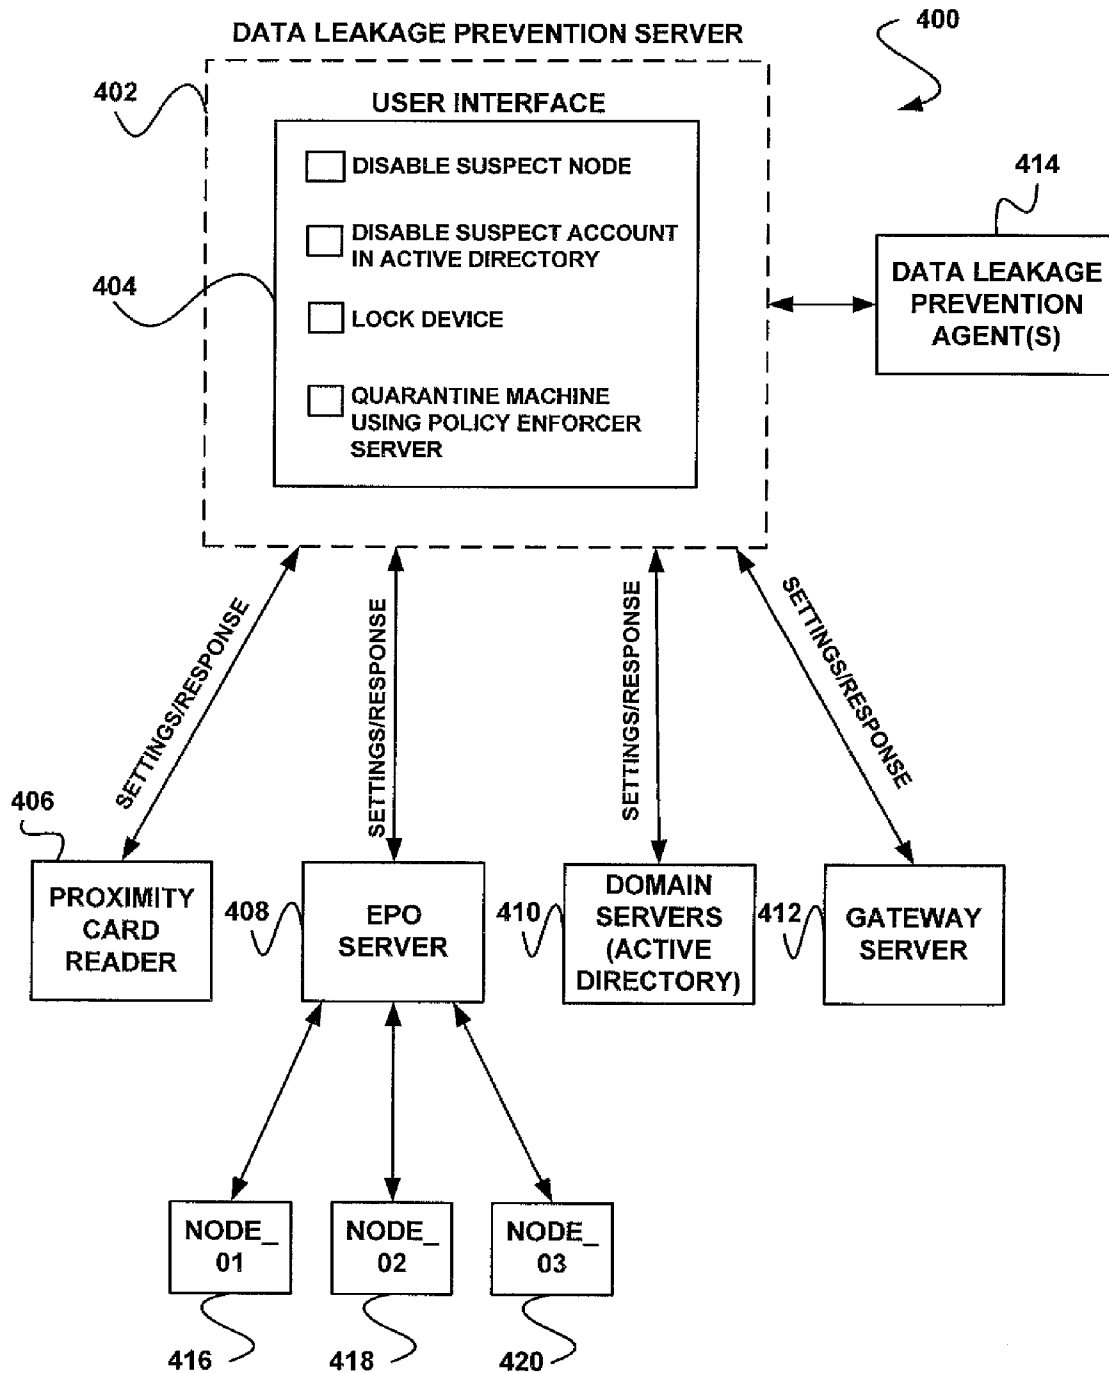 400
DATA LEAKAGE PREVENTION SERVER
402
USER INTERFACE
DISABLE SUSPECT NODE
DISABLE SUSPECT ACCOUNT
IN ACTIVE DIRECTORY
404
LOCK DEVICE
QUARANTINE MACHINE
USING POLICY ENFORCER
SERVER
414
DATA LEAKAGE
PREVENTION
AGENT(S)
SETTINGS/RESPONSE
SETTINGS/RESPONSE
SETTINGS/RESPONSE
SETTINGS/RESPONSE
406
PROXIMITY
CARD
READER
408
EPO
SERVER
410
DOMAIN
SERVERS
(ACTIVE
DIRECTORY)
412
GATEWAY
SERVER
NODE_
01
NODE_
02
NODE_
03
416
418
420